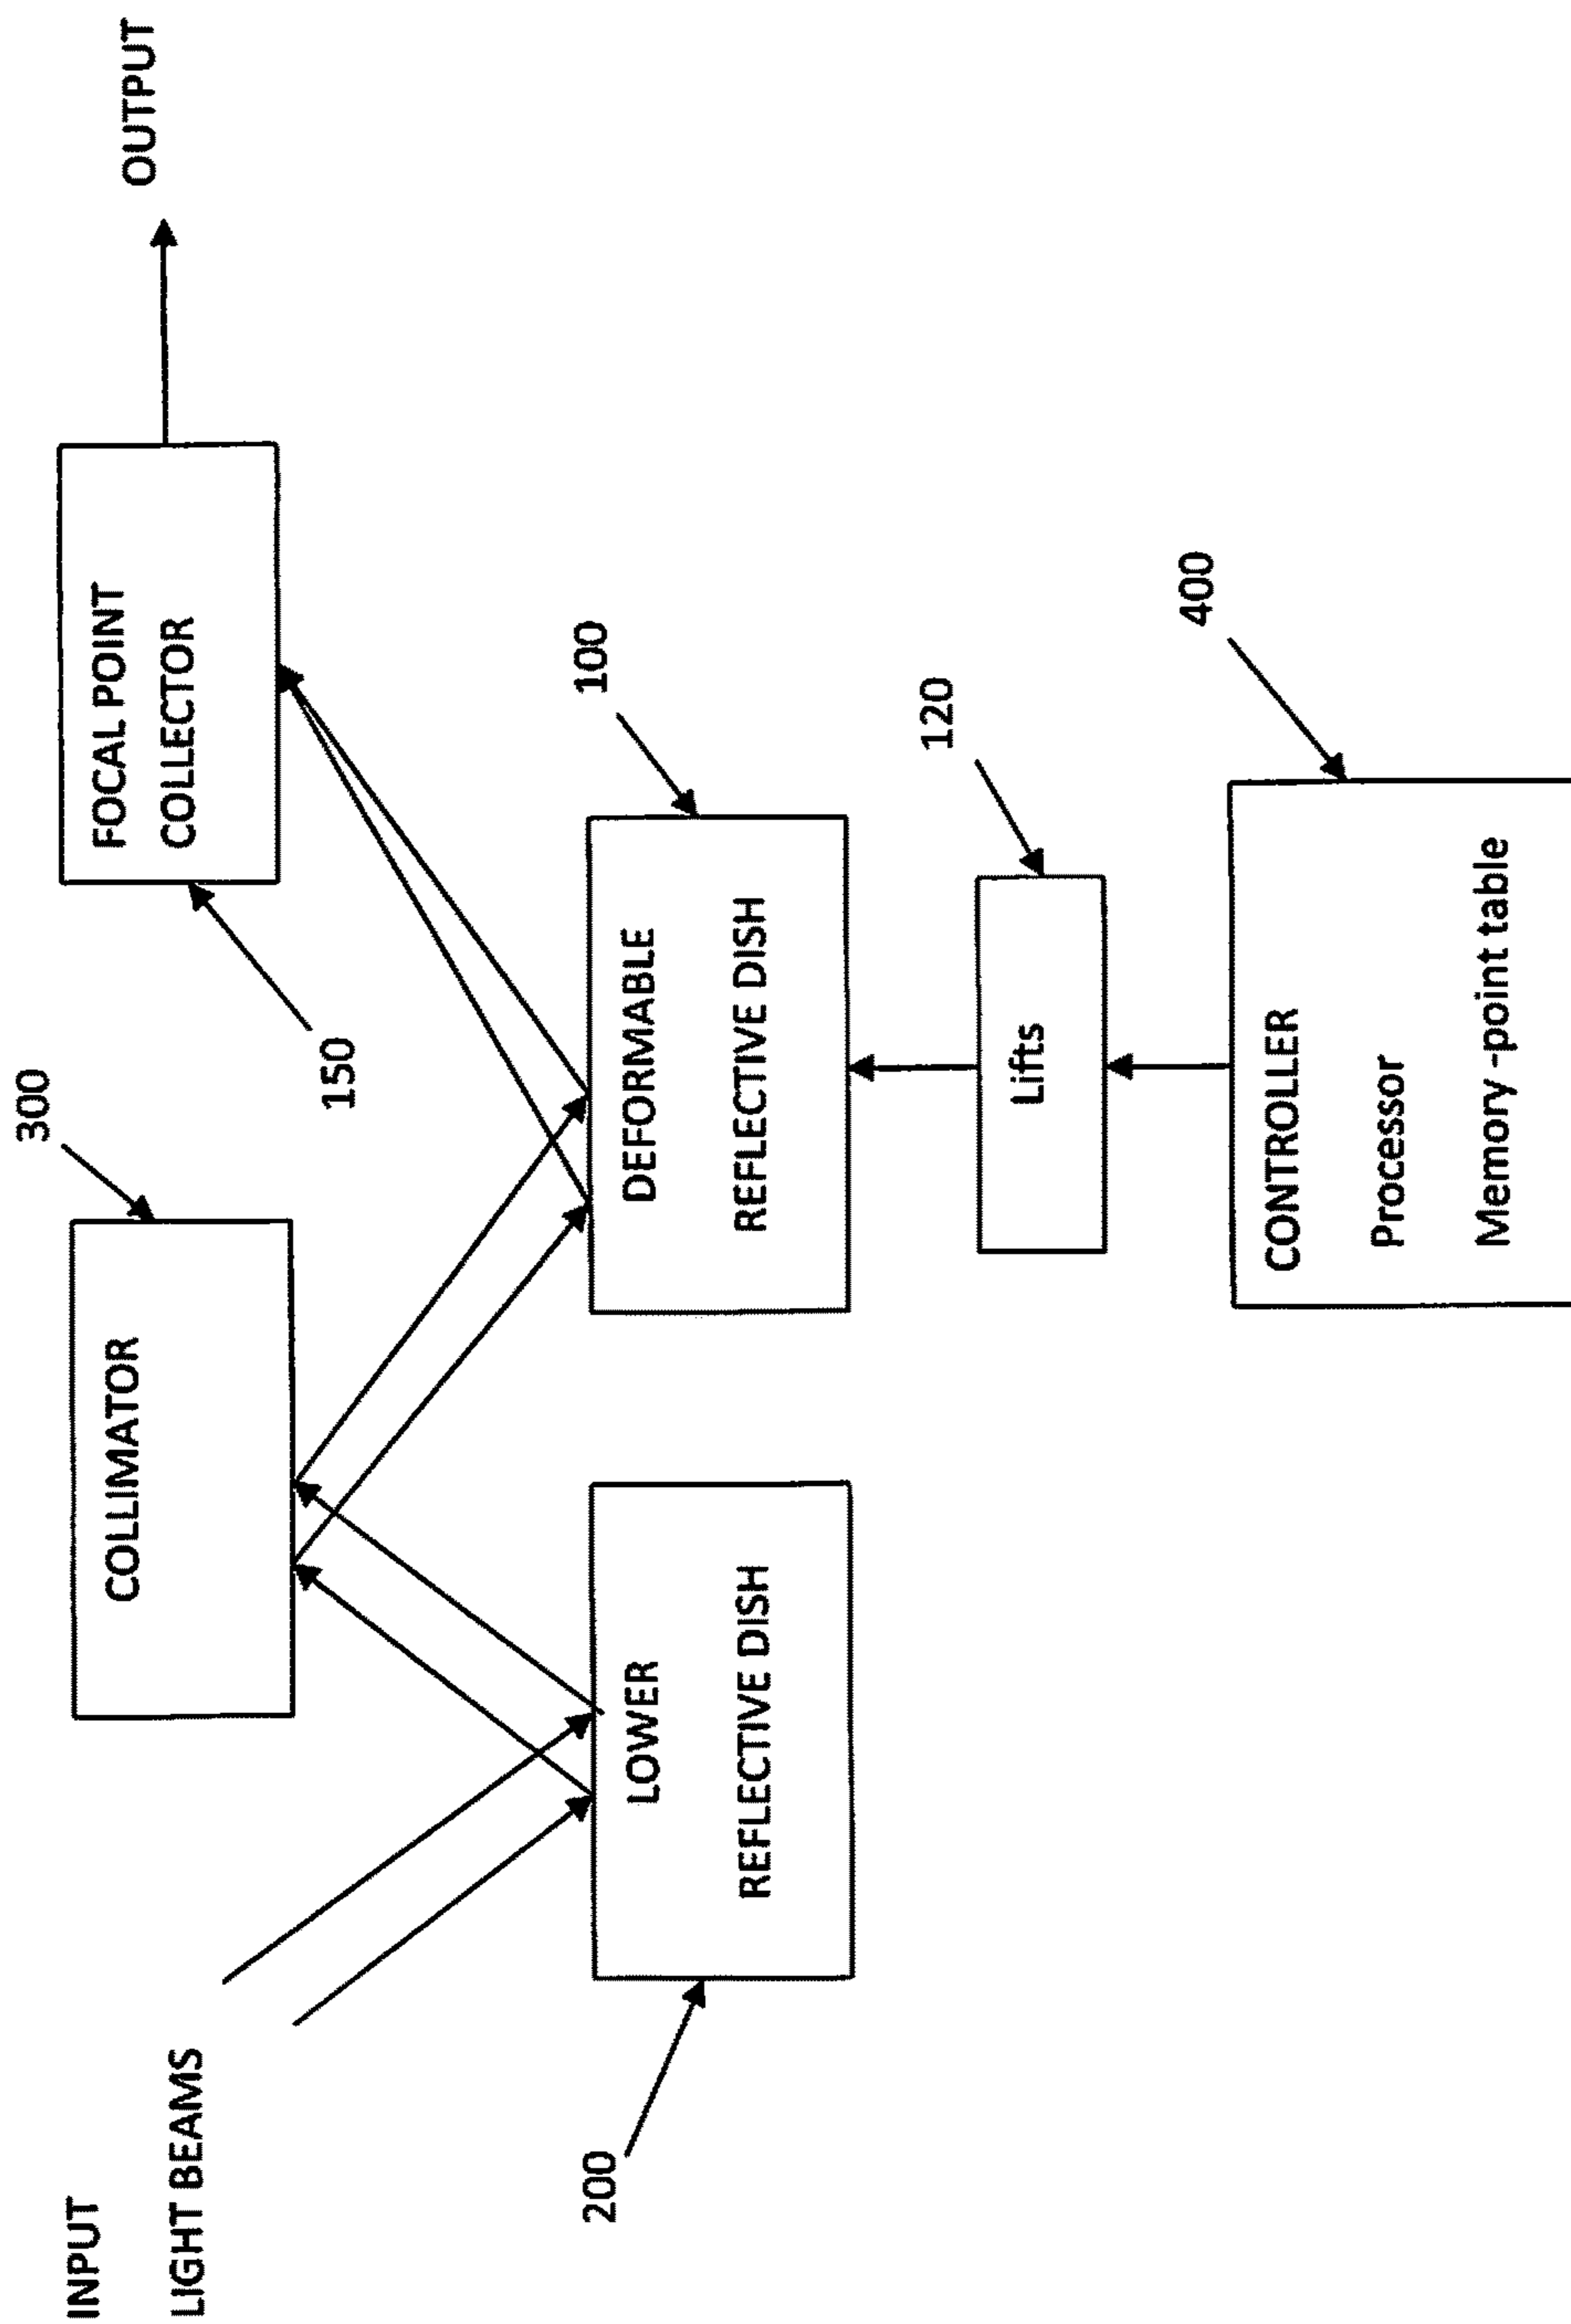 INPUT
LIGHT BEAMS
200
LOWER
REFLECTIVE DISH
COLLIMATOR
300
150
FOCAL POINT
COLLECTOR
OUTPUT
DEFORMABLE
REFLECTIVE DISH
100
Lifts
120
CONTROLLER
Processor
Memory -point table
400